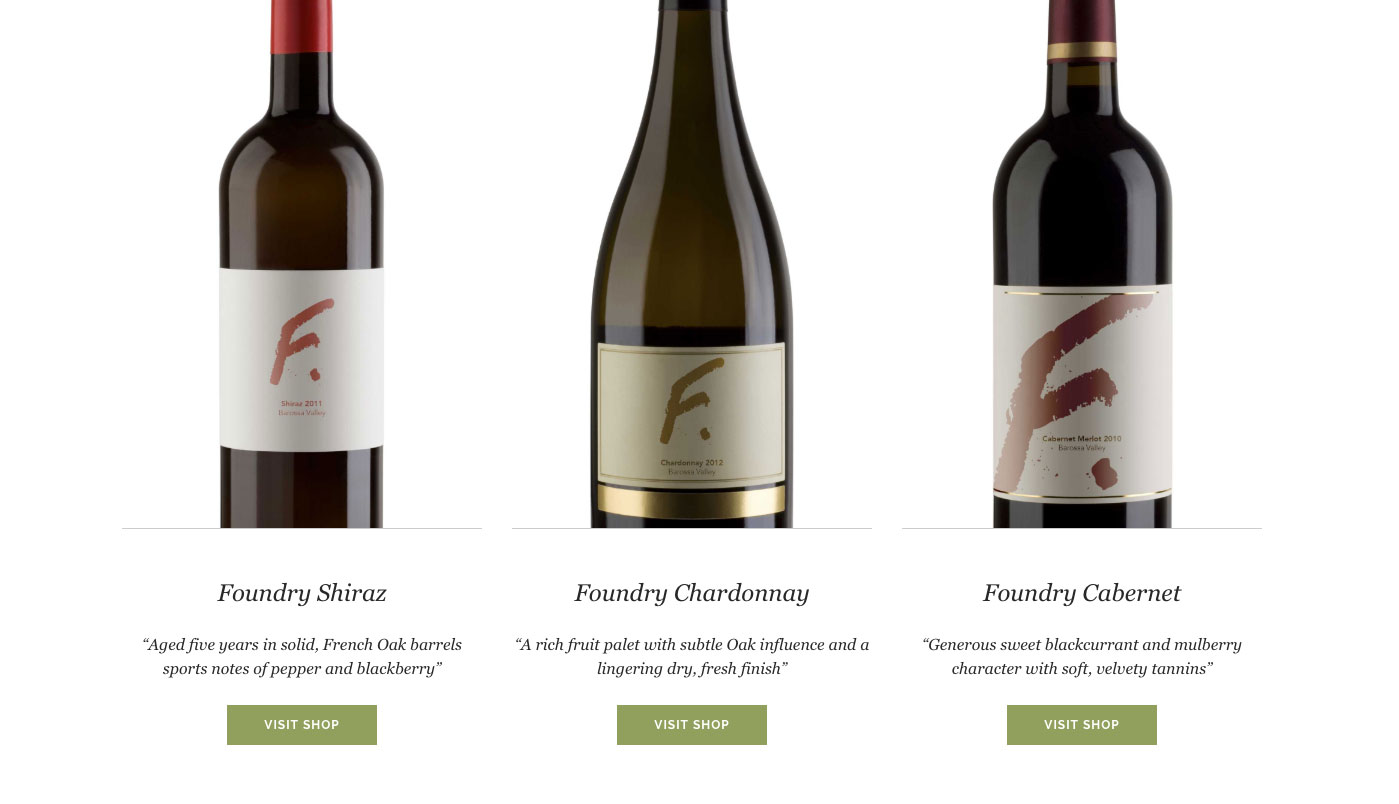 F.
Shiraz 2011
Barossa Valley
F.
Chardonnay 2012
Barossa Valley
F.
Cabernet Merlot 2010
Barossa Valley
Foundry Shiraz
“Aged five years in solid, French Oak barrels
sports notes of pepper and blackberry”
VISIT SHOP
Foundry Chardonnay
“A rich fruit palet with subtle Oak influence and a
lingering dry, fresh finish”
VISIT SHOP
Foundry Cabernet
“Generous sweet blackcurrant and mulberry
character with soft, velvety tannins”
VISIT SHOP